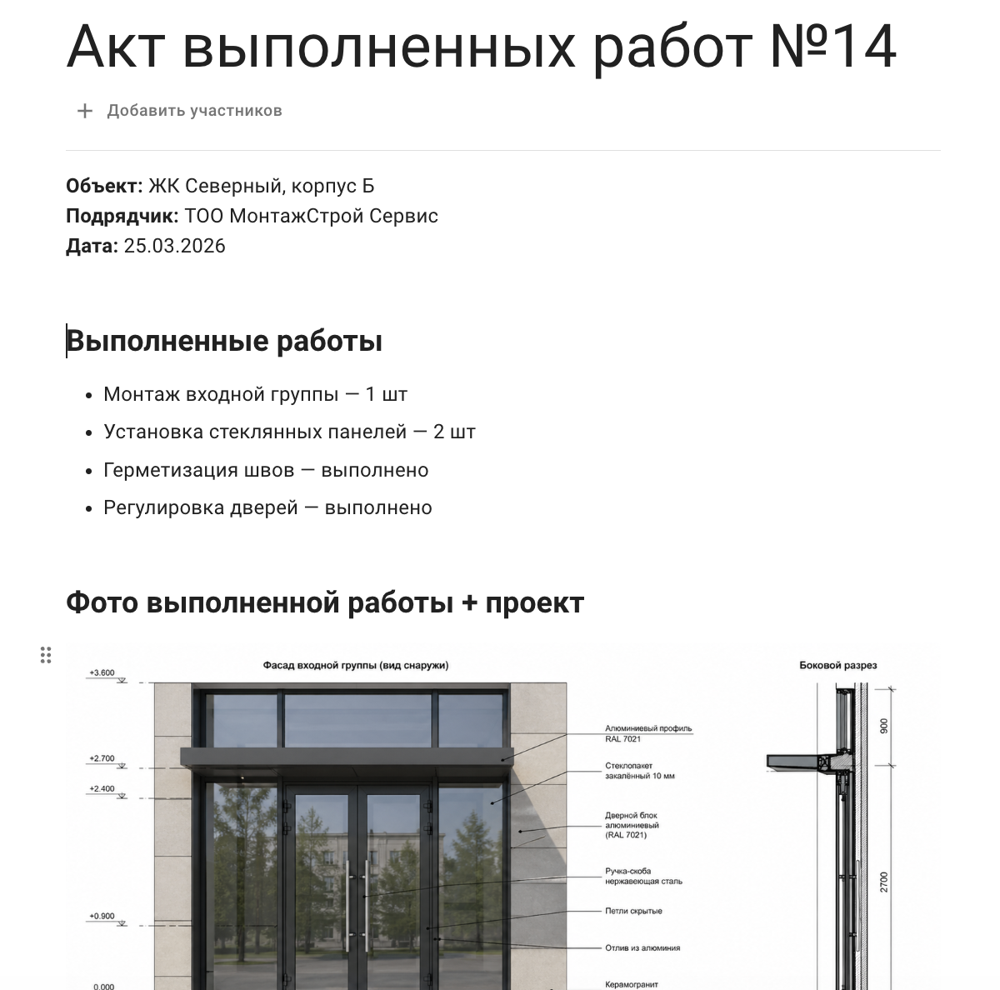 Акт выполненных работ №14
Добавить участников
Объект: ЖК Северный, корпус Б
Подрядчик: ТОО МонтажСтрой Сервис
Дата: 25.03.2026
Выполненные работы
• Монтаж входной группы — 1 шт
• Установка стеклянных панелей — 2 шт
• Герметизация швов — выполнено
• Регулировка дверей — выполнено
Фото выполненной работы + проект
Фасад входной группы (вид снаружи)
Боковой разрез
+3.600
+2.700
+2.400
+0.900
0.000
Алюминиевый профиль
RAL 7021
Стеклопакет
закалённый 10 мм
Дверной блок
алюминиевый
(RAL 7021)
Ручка-скоба
нержавеющая сталь
Петли скрытые
Отлив из алюминия
Керамогранит
900
2700